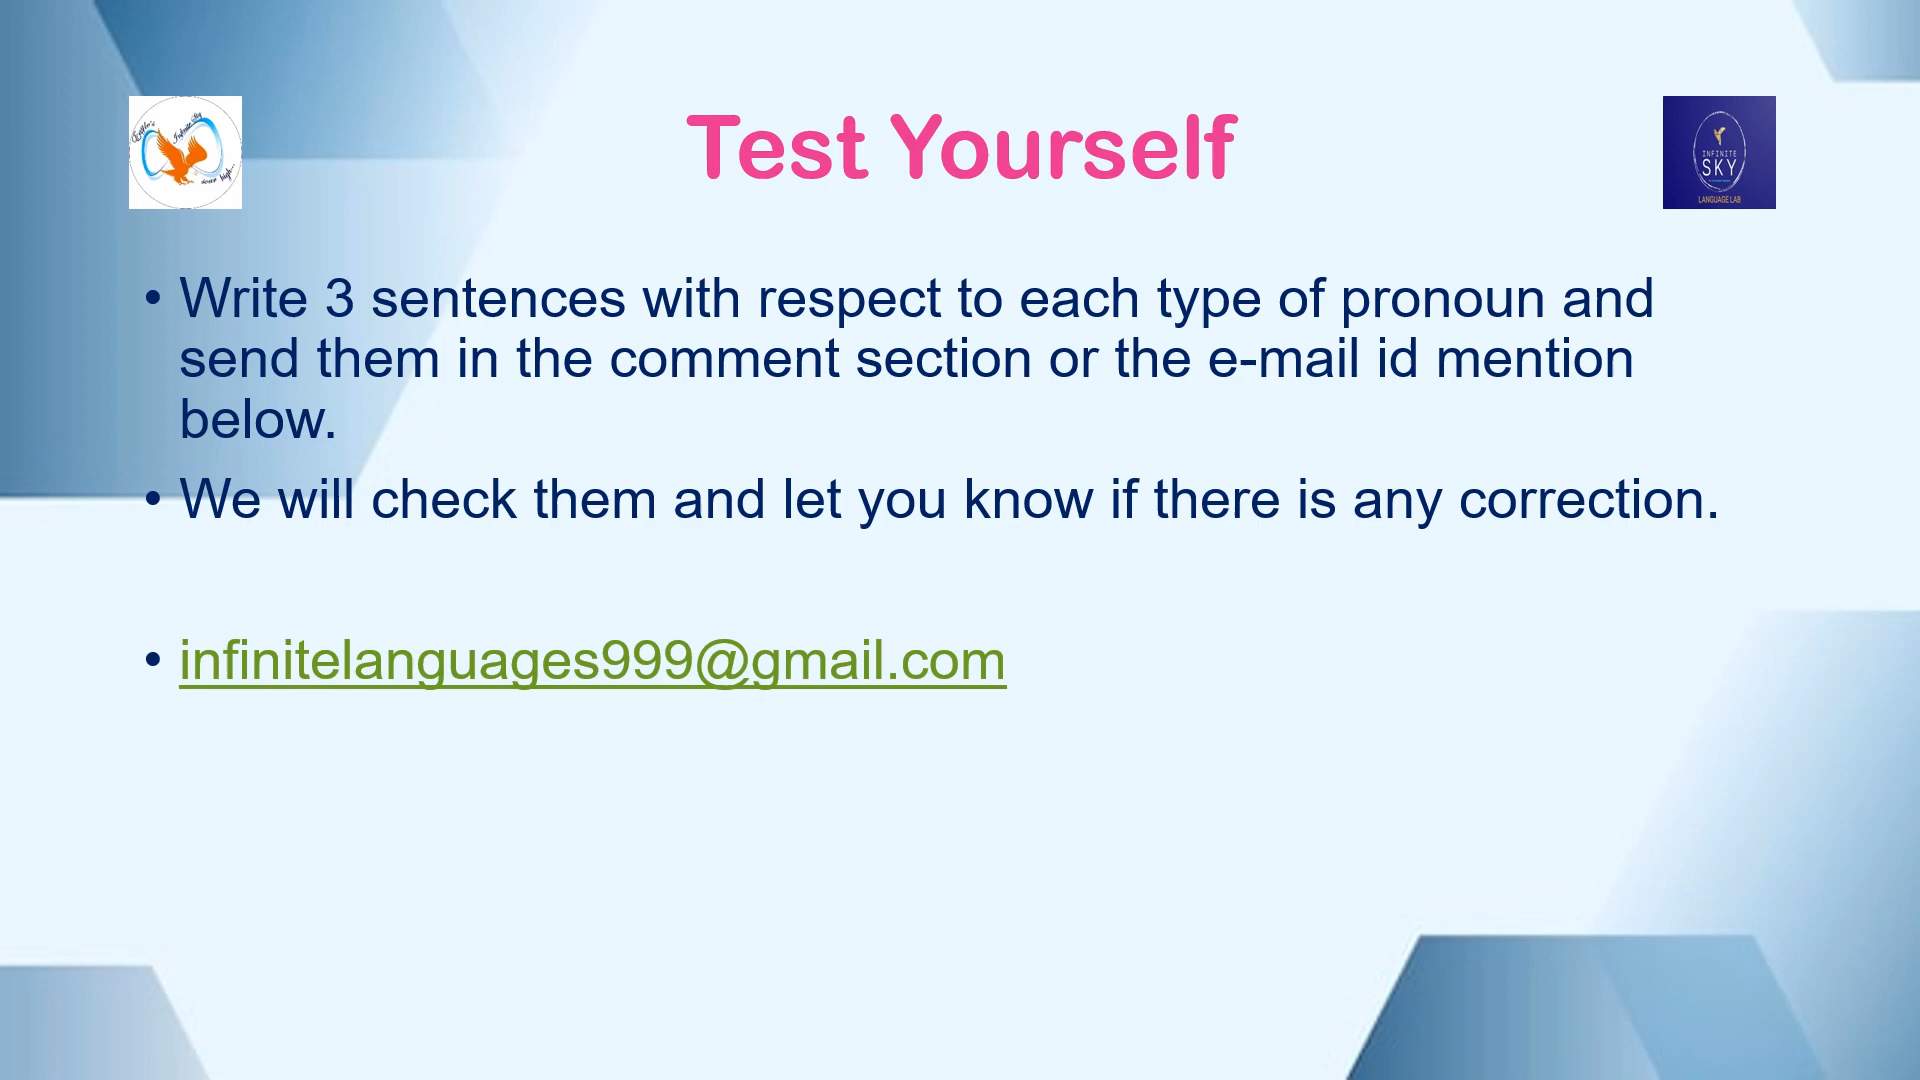 Test Yourself
INFINITE
SKY
LANGUAGE LAB
• Write 3 sentences with respect to each type of pronoun and
send them in the comment section or the e-mail id mention
below.
• We will check them and let you know if there is any correction.
• infinitelanguages999@gmail.com